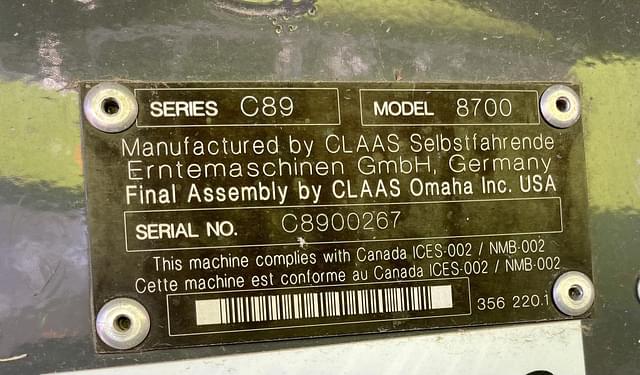 SERIES C89 MODEL 8700
Manufactured by CLAAS Selbstfahrende
Erntemaschinen GmbH, Germany
Final Assembly by CLAAS Omaha Inc. USA
SERIAL NO. C8900267
This machine complies with Canada ICES-002 / NMB-002
Cette machine est conforme au Canada ICES-002 / NMB-002
356 220.1